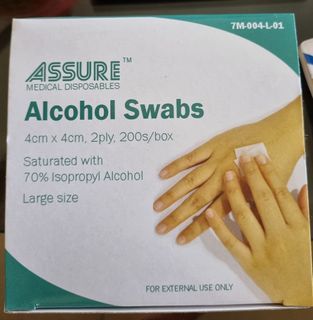 7M-004-L-01
ASSURE™
MEDICAL DISPOSABLES
Alcohol Swabs
4cm x 4cm, 2ply, 200s/box
Saturated with
70% Isopropyl Alcohol
Large size
FOR EXTERNAL USE ONLY